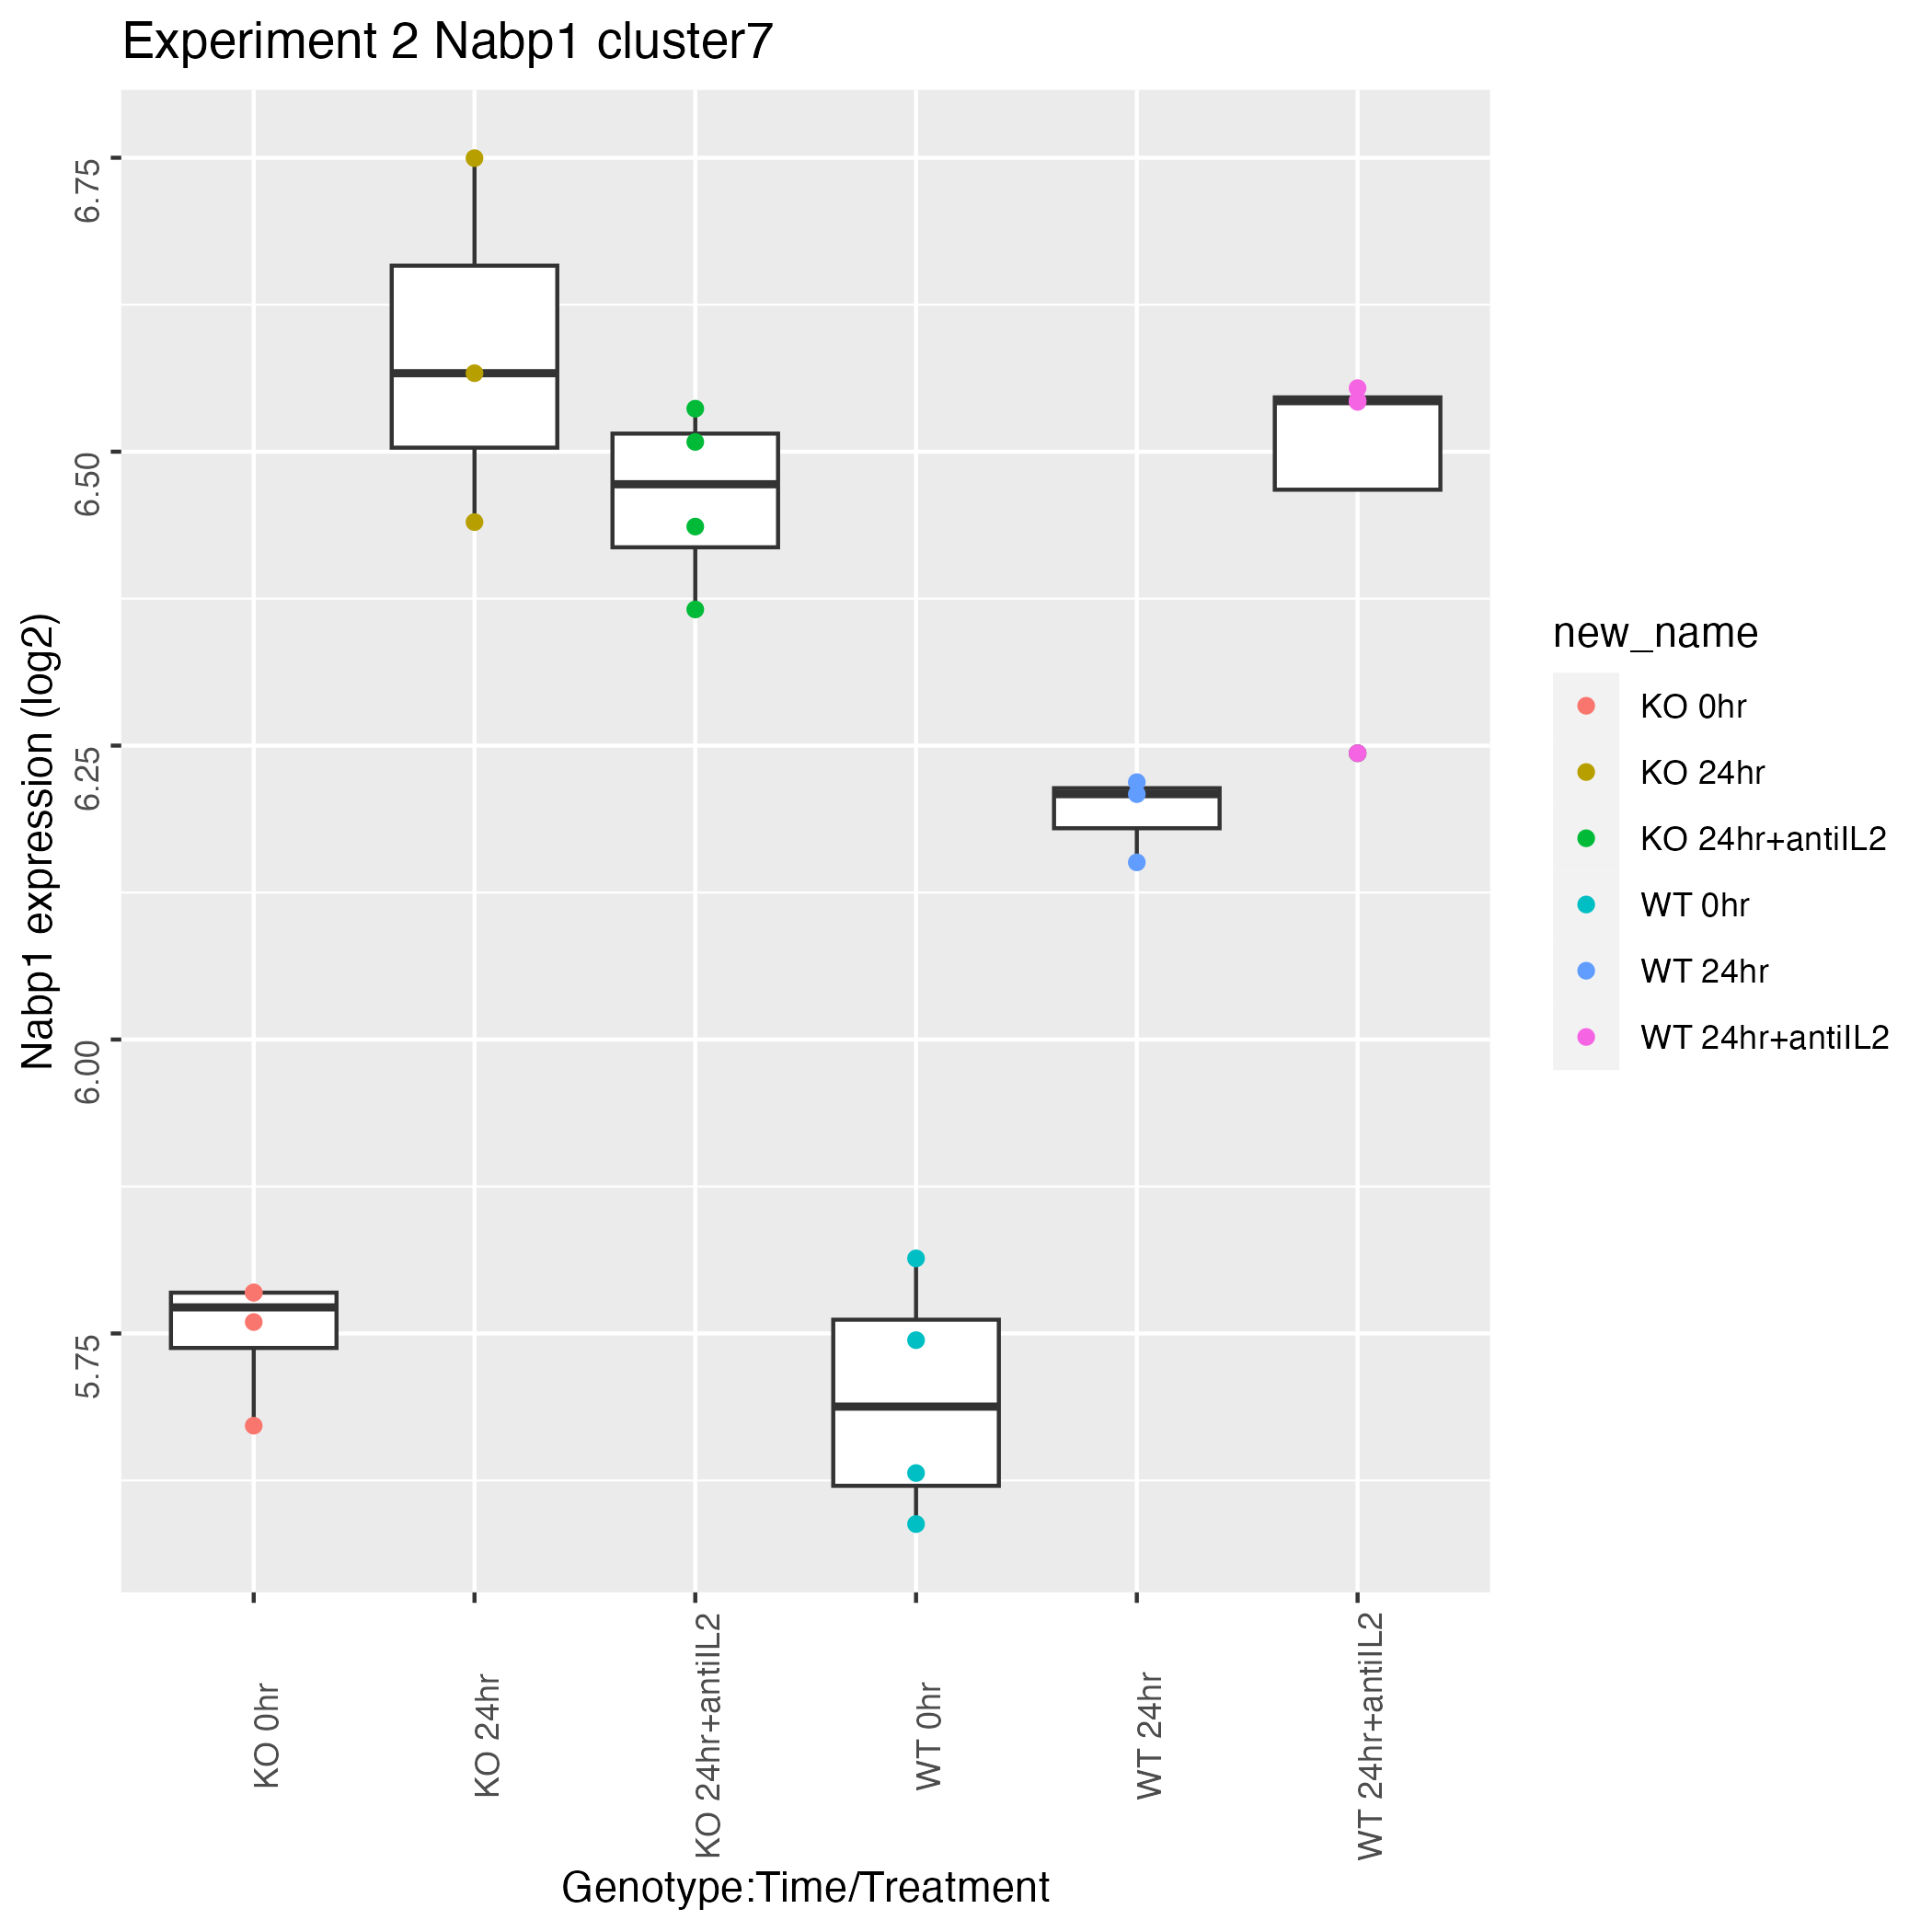 Experiment 2 Nabp1 cluster7
Nabp1 expression (log2)
6.75
6.50
6.25
6.00
5.75
KO 0hr
KO 24hr
KO 24hr+antiIL2
WT 0hr
WT 24hr
WT 24hr+antiIL2
Genotype:Time/Treatment
new_name
KO 0hr
KO 24hr
KO 24hr+antiIL2
WT 0hr
WT 24hr
WT 24hr+antiIL2